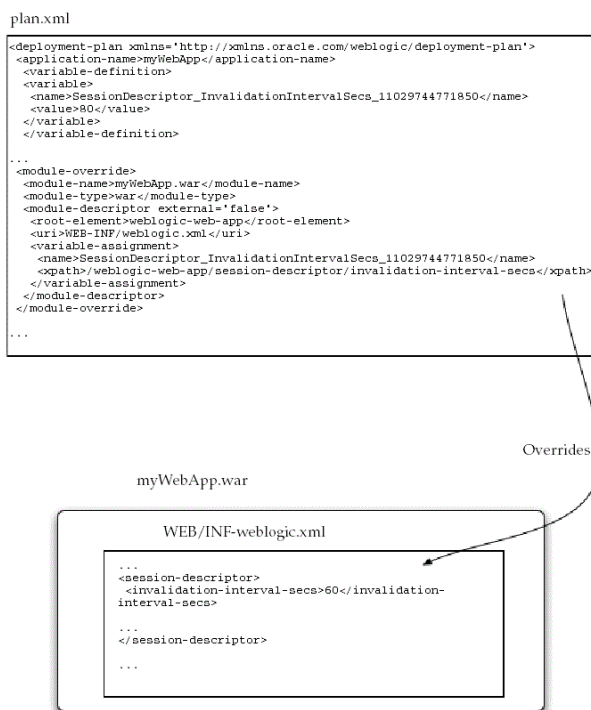 plan.xml
<deployment-plan xmlns='http://xmlns.oracle.com/weblogic/deployment-plan'>
<application-name>myWebApp</application-name>
<variable-definition>
<variable>
<name>SessionDescriptor_InvalidationIntervalSecs_11029744771850</name>
<value>80</value>
</variable>
</variable-definition>
...
<module-override>
<module-name>myWebApp.war</module-name>
<module-type>war</module-type>
<module-descriptor external='false'>
<root-element>weblogic-web-app</root-element>
<uri>WEB-INF/weblogic.xml</uri>
<variable-assignment>
<name>SessionDescriptor_InvalidationIntervalSecs_11029744771850</name>
<xpath>/weblogic-web-app/session-descriptor/invalidation-interval-secs</xpath>
</variable-assignment>
</module-descriptor>
</module-override>
...
Overrides
myWebApp.war
WEB/INF-weblogic.xml
...
<session-descriptor>
<invalidation-interval-secs>60</invalidation-
interval-secs>
...
</session-descriptor>
...